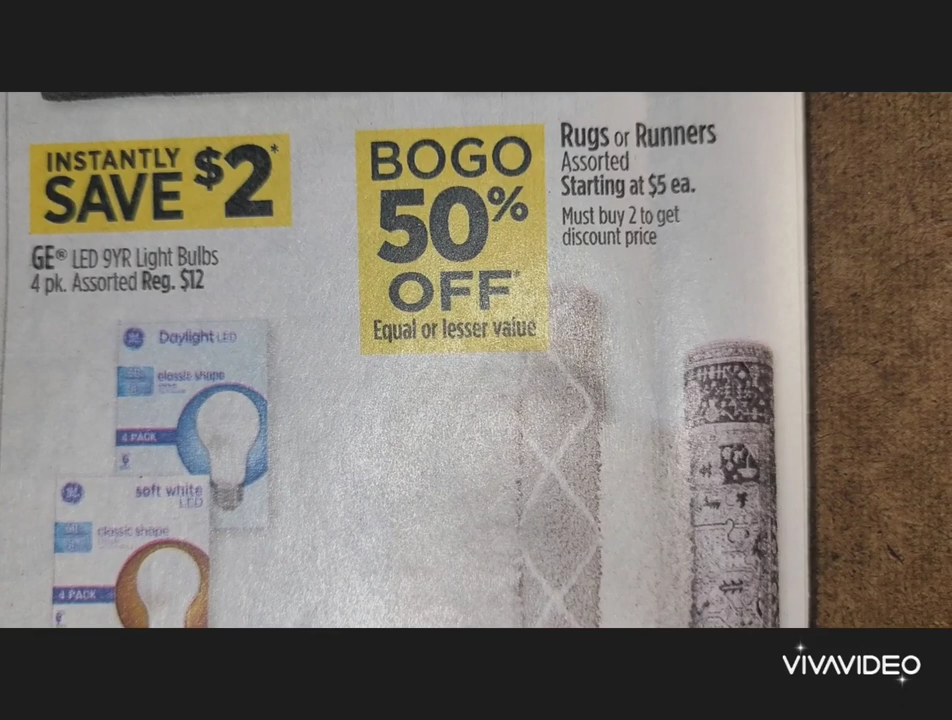 INSTANTLY
SAVE $2*
GE® LED 9YR Light Bulbs
4 pk. Assorted Reg. $12
BOGO
50%
OFF*
Equal or lesser value
Rugs or Runners
Assorted
Starting at $5 ea.
Must buy 2 to get
discount price
Daylight LED
classic shape
4 PACK
soft white
LED
classic shape
4 PACK
VIVAVIDEO